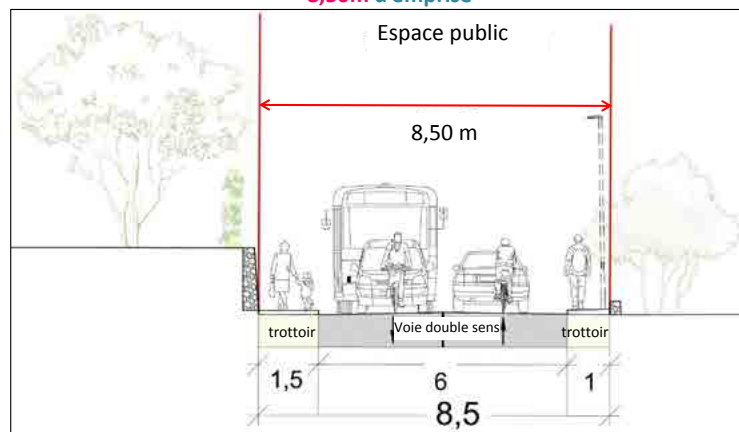 8,50m d'emprise
Espace public
8,50 m
trottoir
Voie double sens
trottoir
1,5
6
1
8,5